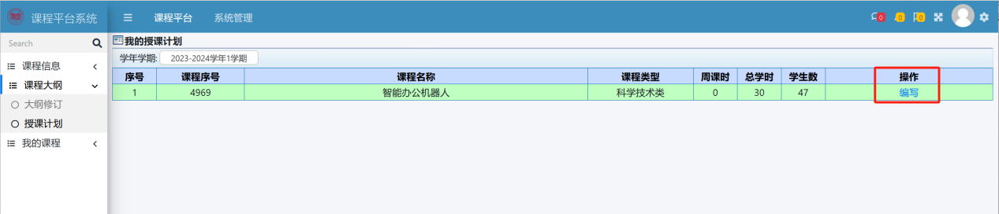 课程平台系统 课程平台 系统管理 0 0 0
Search
我的授课计划
学年学期: 2023-2024学年1学期
课程信息
课程大纲
大纲修订
授课计划
我的课程
序号 课程序号 课程名称 课程类型 周课时 总学时 学生数 操作
1 4969 智能办公机器人 科学技术类 0 30 47 编写